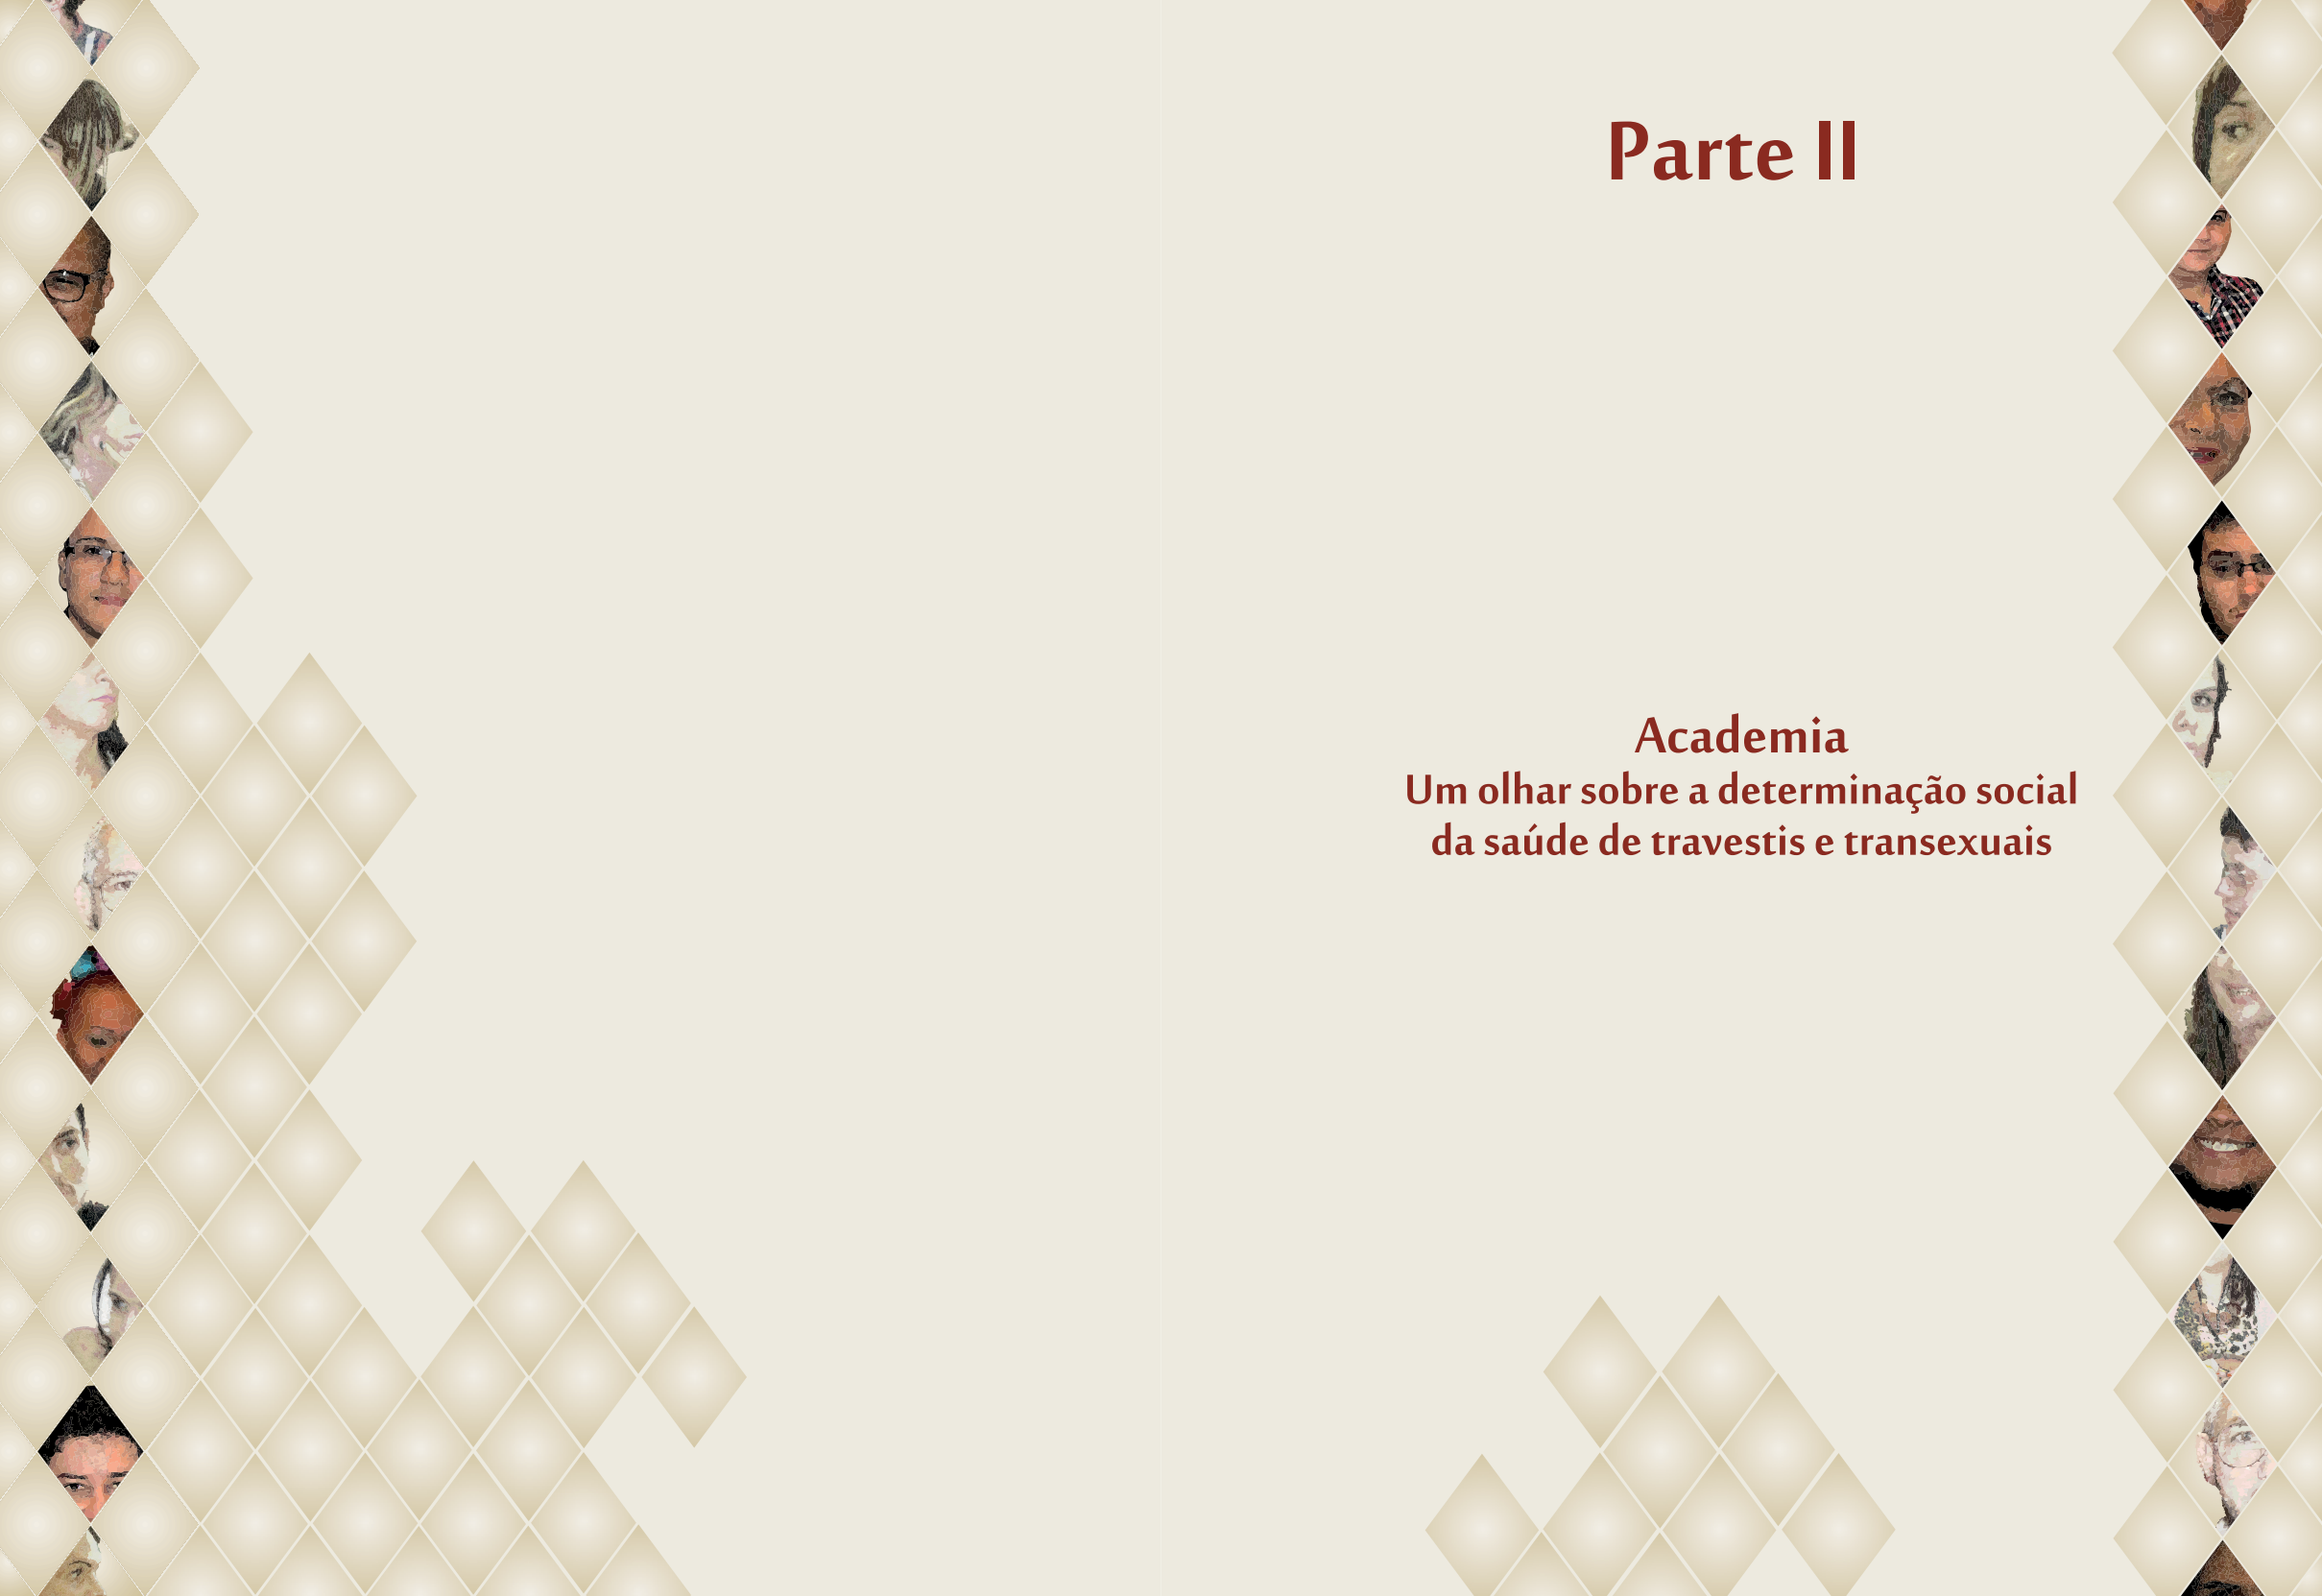 Parte II
Academia
Um olhar sobre a determinação social
da saúde de travestis e transexuais